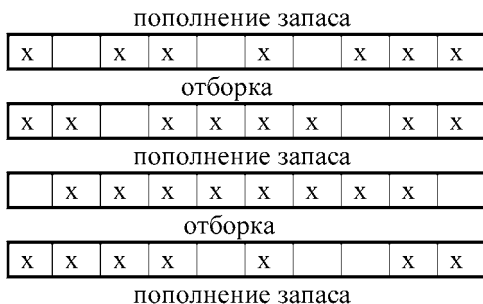 пополнение запаса
х х х х х х х
отборка
х х х х х х х х
пополнение запаса
х х х х х х х х
отборка
х х х х х х х
пополнение запаса